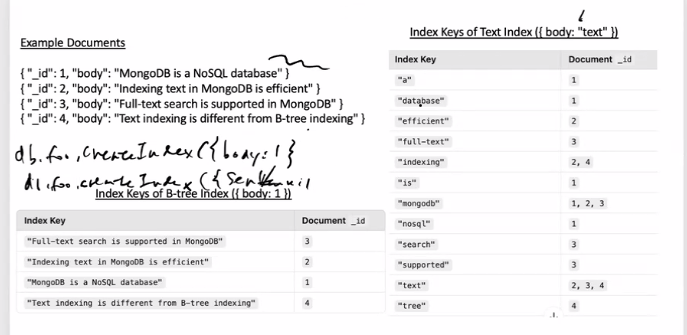 Example Documents
{ "_id": 1, "body": "MongoDB is a NoSQL database" }
{ "_id": 2, "body": "Indexing text in MongoDB is efficient" }
{ "_id": 3, "body": "Full-text search is supported in MongoDB" }
{ "_id": 4, "body": "Text indexing is different from B-tree indexing" }
db.foo.createIndex({body:1}
db.foo.createIndex({
Index Keys of B-tree Index ({ body: 1 })
Index Key Document _id
"Full-text search is supported in MongoDB" 3
"Indexing text in MongoDB is efficient" 2
"MongoDB is a NoSQL database" 1
"Text indexing is different from B-tree indexing" 4
Index Keys of Text Index ({ body: "text" })
Index Key Document _id
"a" 1
"database" 1
"efficient" 2
"full-text" 3
"indexing" 2, 4
"is" 1
"mongodb" 1, 2, 3
"nosql" 1
"search" 3
"supported" 3
"text" 2, 3, 4
"tree" 4